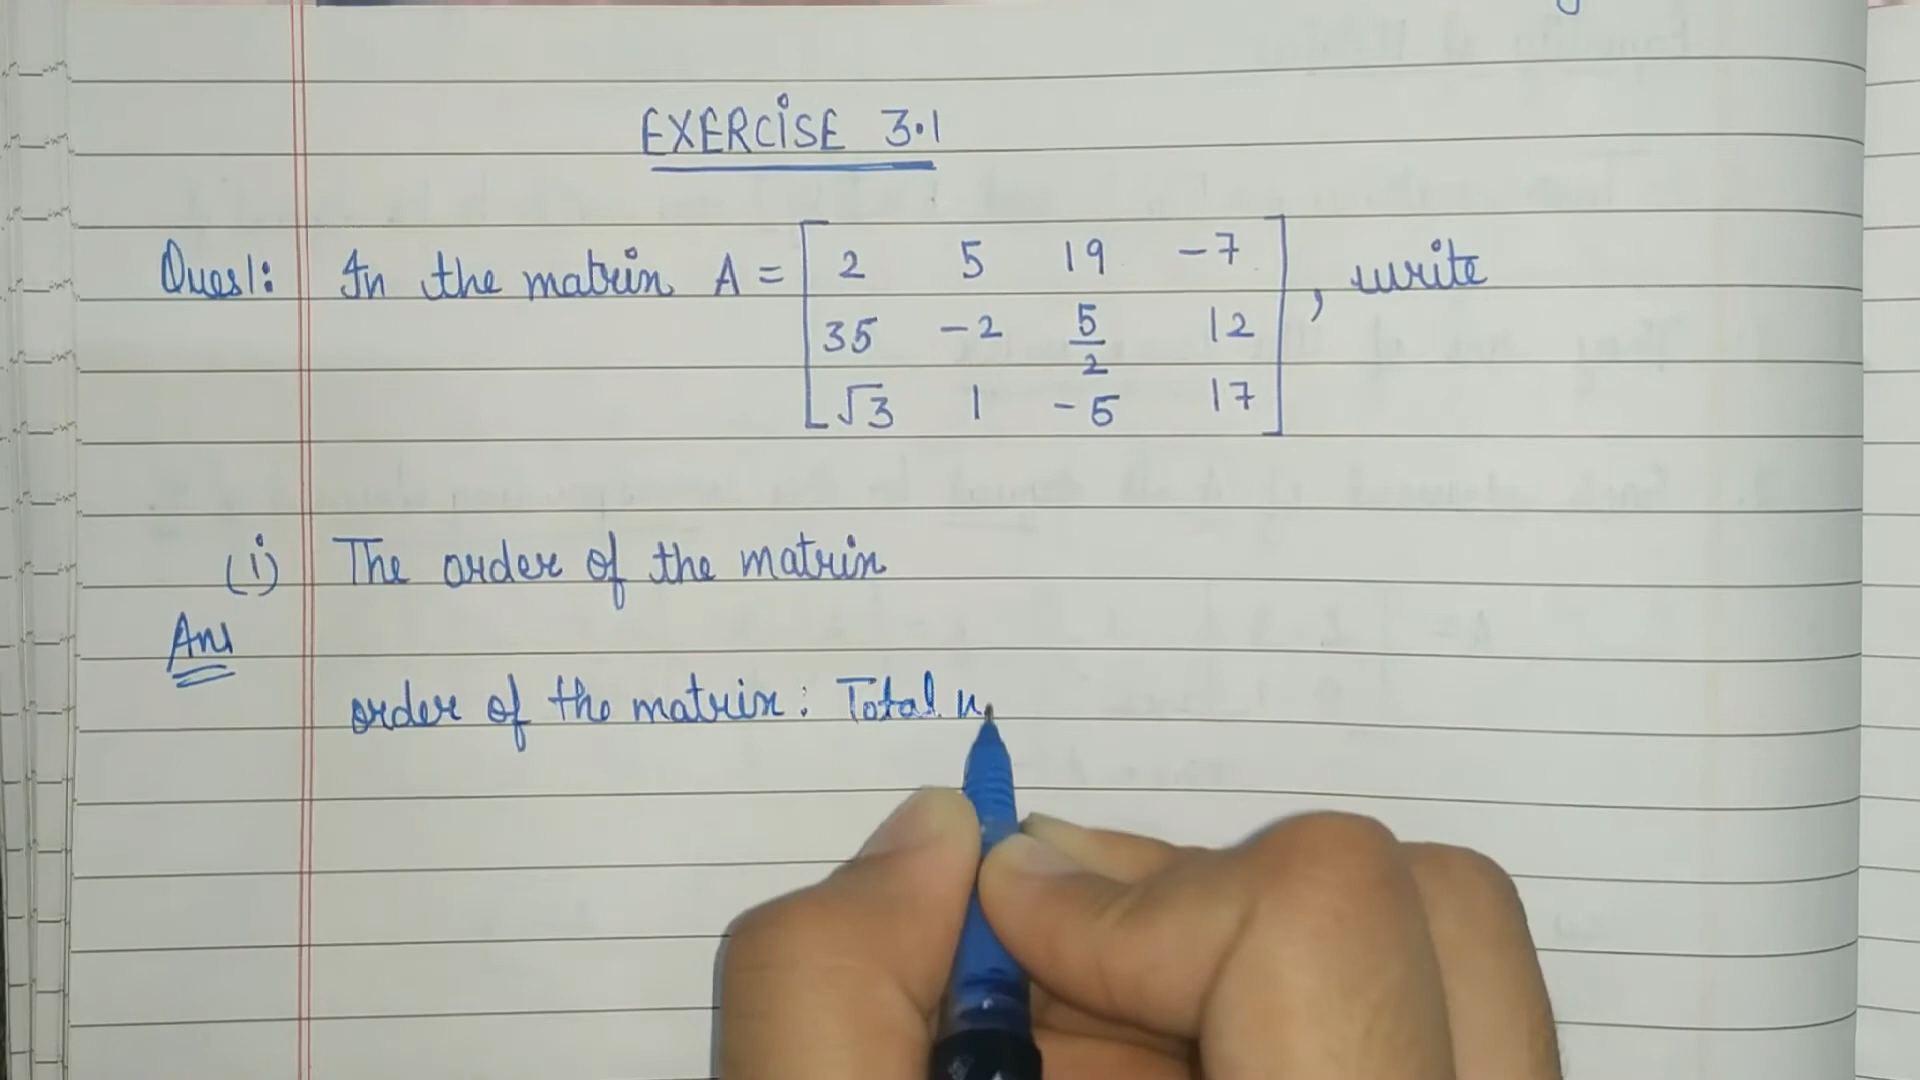 EXERCISE 3.1
Ques1: In the matrix A = [ 2 5 19 -7 ], write
35 -2 5/2 12
√3 1 -5 17
(i) The order of the matrix
Ans
order of the matrix: Total